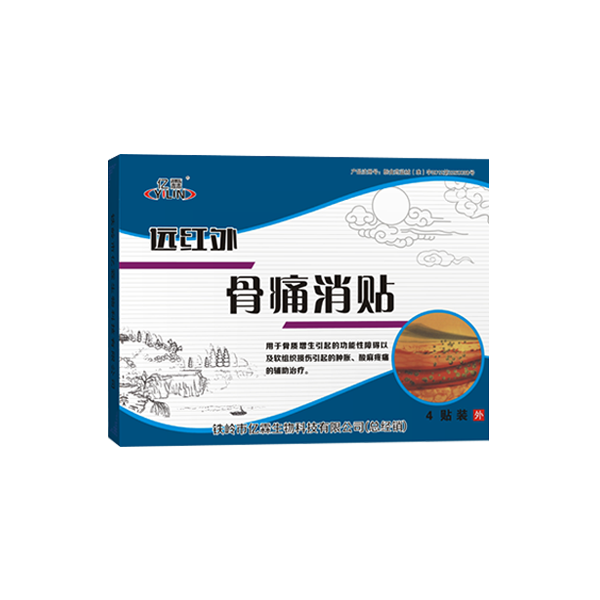 亿霖
YiLIN
远红外
骨痛消贴
用于骨质增生引起的功能性障碍以
及软组织损伤引起的肿胀、酸麻疼痛
的辅助治疗。
4 贴装 外
铁岭市亿霖生物科技有限公司(总经销)